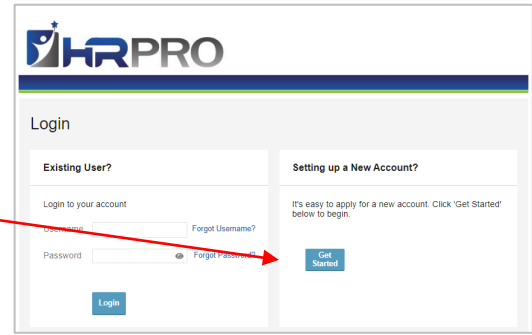 HRPRO
Login
Existing User?
Login to your account
Username
Forgot Username?
Password
Forgot Password?
Login
Setting up a New Account?
It's easy to apply for a new account. Click 'Get Started'
below to begin.
Get
Started